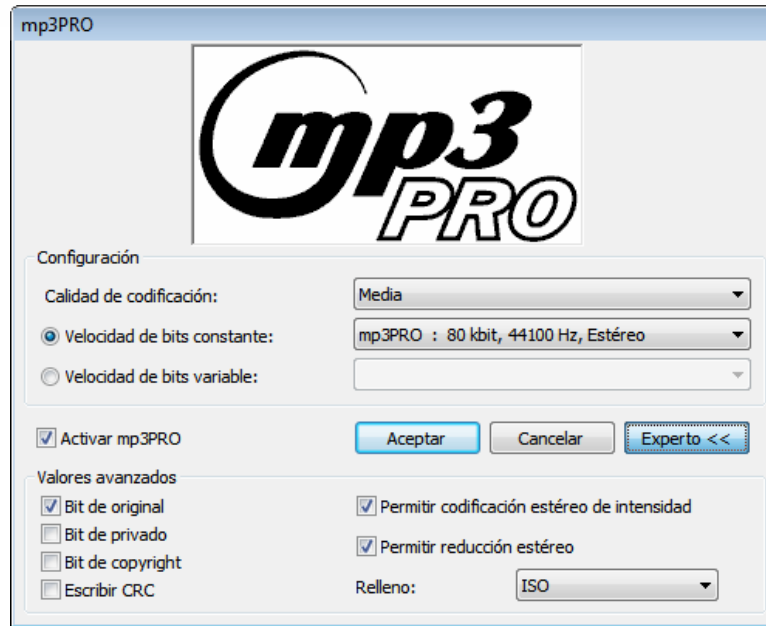 mp3PRO
mp3
PRO
Configuración
Calidad de codificación: Media
Velocidad de bits constante: mp3PRO : 80 kbit, 44100 Hz, Estéreo
Velocidad de bits variable:
Activar mp3PRO Aceptar Cancelar Experto <<
Valores avanzados
Bit de original Permitir codificación estéreo de intensidad
Bit de privado
Permitir reducción estéreo
Bit de copyright
Escribir CRC Relleno: ISO